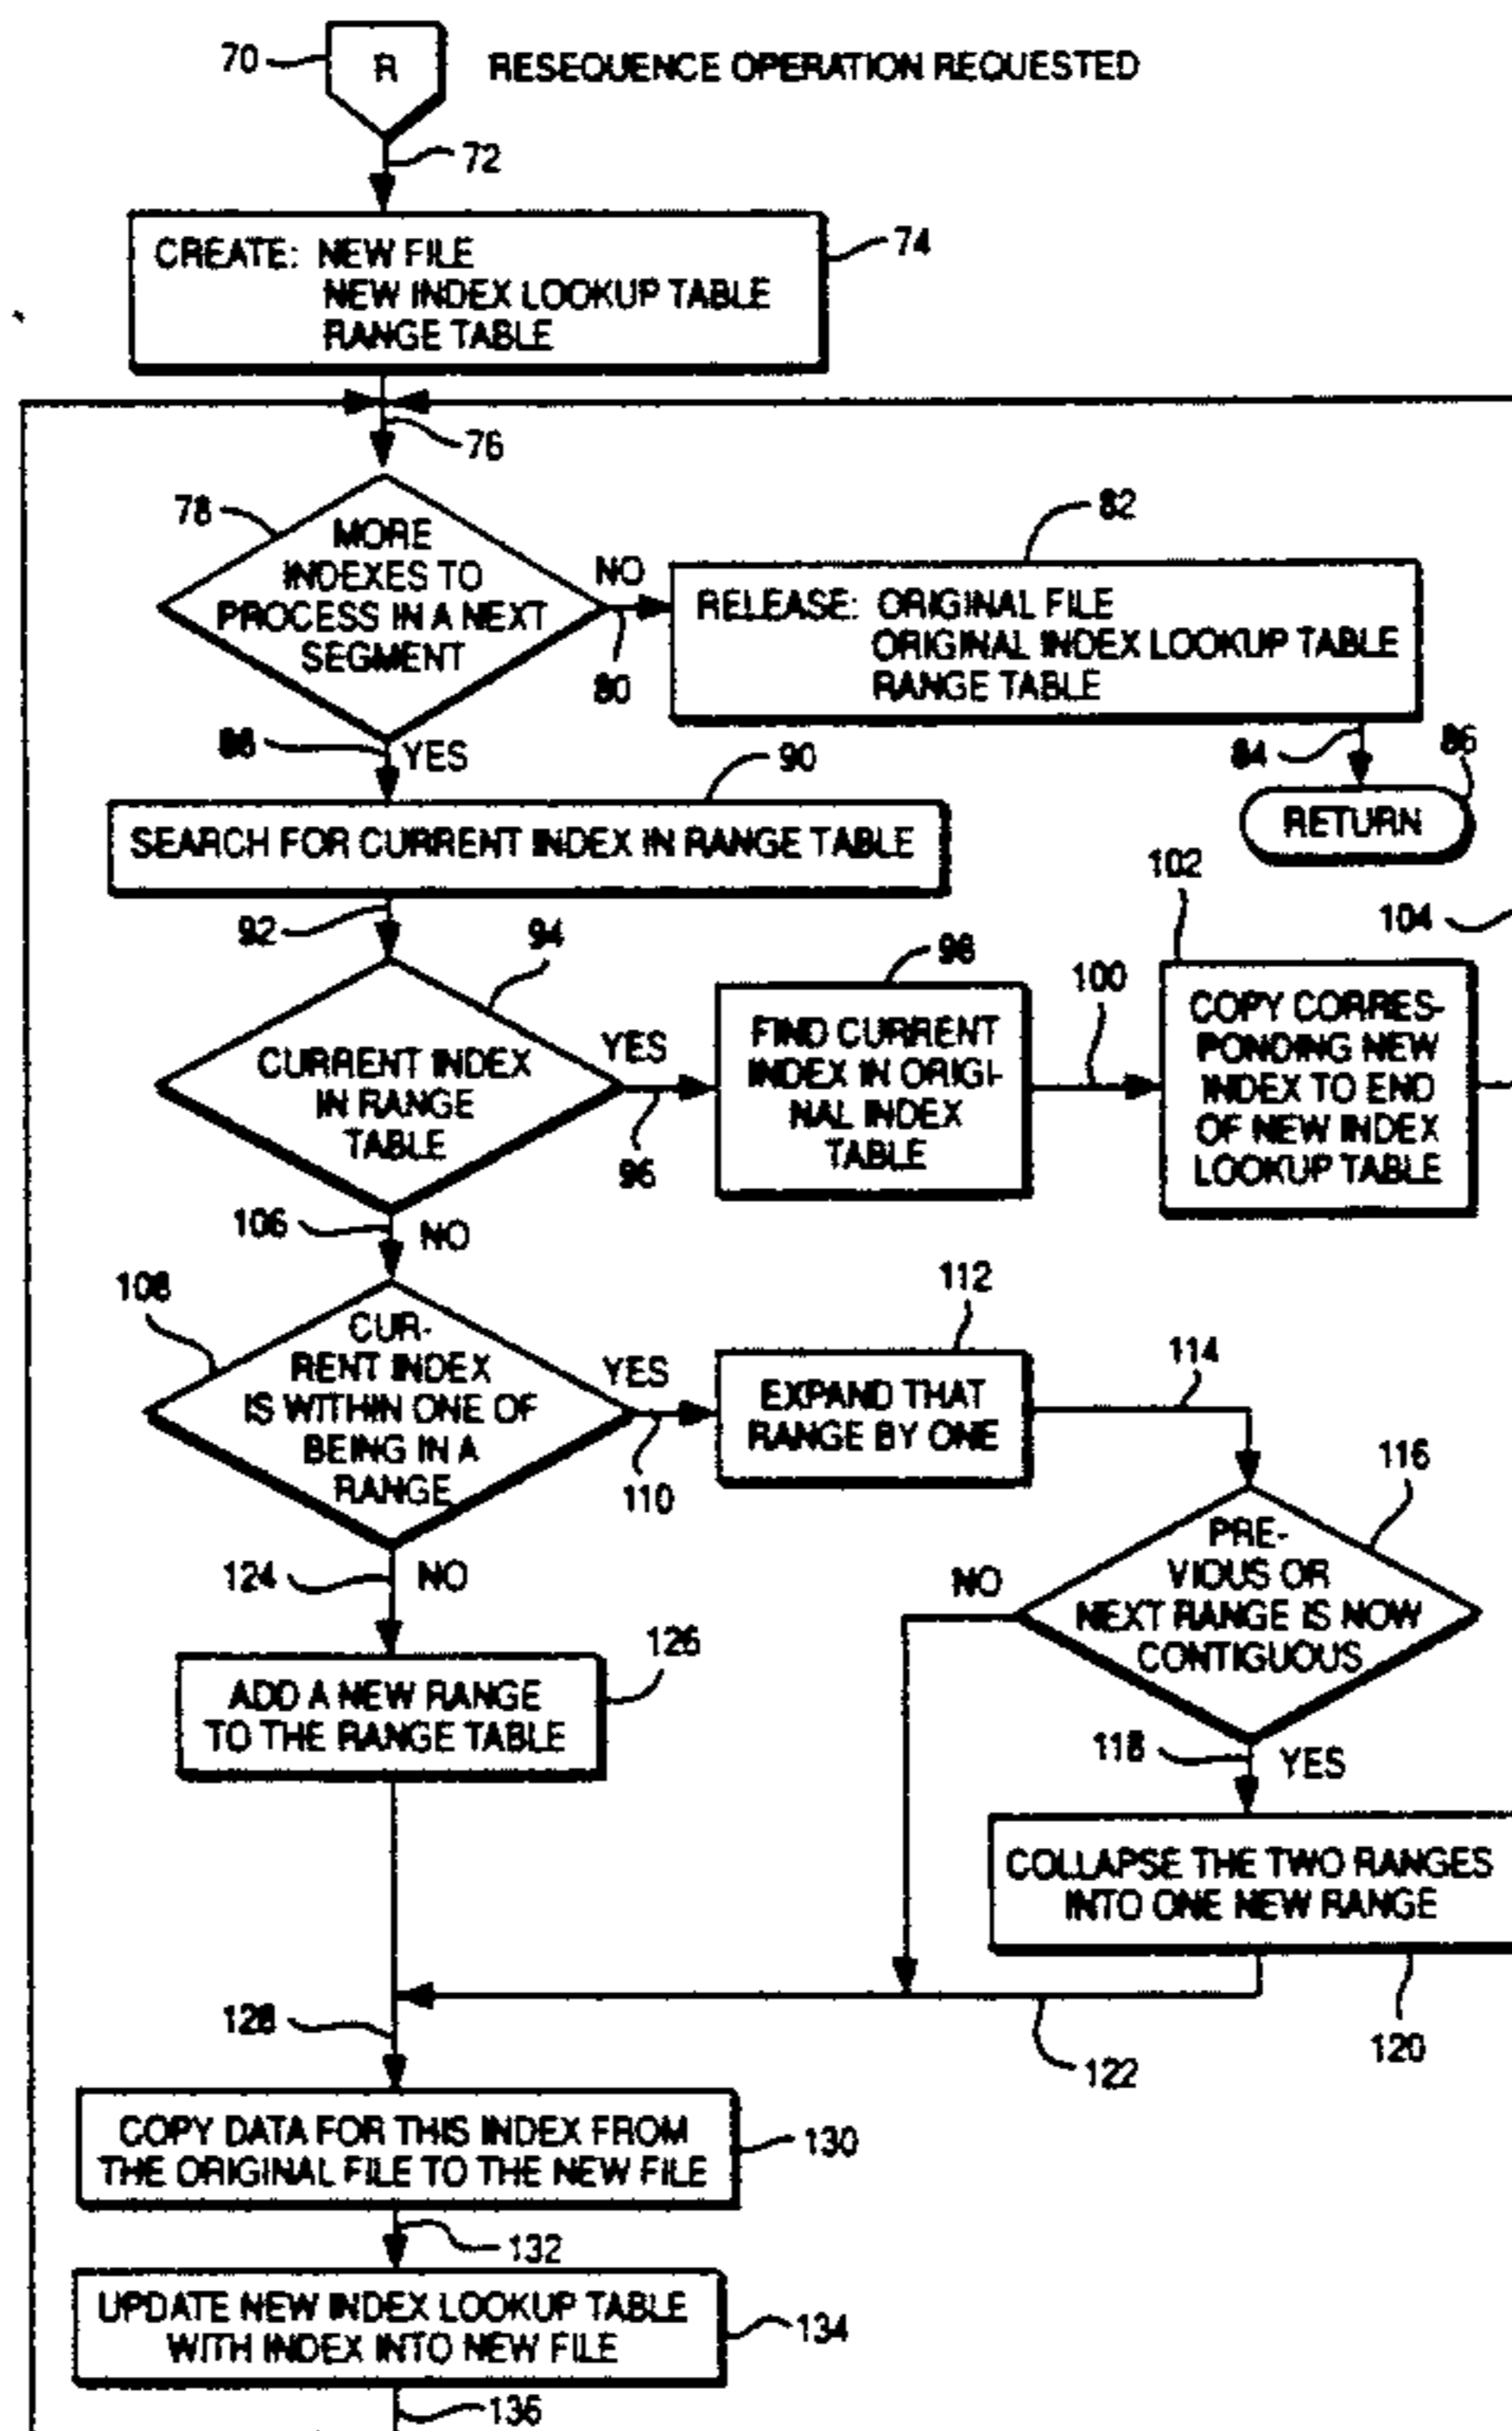 70
R
RESEQUENCE OPERATION REQUESTED
72
CREATE: NEW FILE
NEW INDEX LOOKUP TABLE
RANGE TABLE
74
76
78
MORE
INDEXES TO
PROCESS IN A NEXT
SEGMENT
NO
80
82
RELEASE: ORIGINAL FILE
ORIGINAL INDEX LOOKUP TABLE
RANGE TABLE
84
86
RETURN
88
YES
90
SEARCH FOR CURRENT INDEX IN RANGE TABLE
92
94
CURRENT INDEX
IN RANGE
TABLE
YES
96
98
FIND CURRENT
INDEX IN ORIGI-
NAL INDEX
TABLE
100
102
COPY CORRES-
PONDING NEW
INDEX TO END
OF NEW INDEX
LOOKUP TABLE
104
106
NO
108
CUR-
RENT INDEX
IS WITHIN ONE OF
BEING IN A
RANGE
YES
110
112
EXPAND THAT
RANGE BY ONE
114
116
PRE-
VIOUS OR
NEXT RANGE IS NOW
CONTIGUOUS
NO
118
YES
COLLAPSE THE TWO RANGES
INTO ONE NEW RANGE
120
122
124
NO
126
ADD A NEW RANGE
TO THE RANGE TABLE
128
COPY DATA FOR THIS INDEX FROM
THE ORIGINAL FILE TO THE NEW FILE
130
132
UPDATE NEW INDEX LOOKUP TABLE
WITH INDEX INTO NEW FILE
134
136